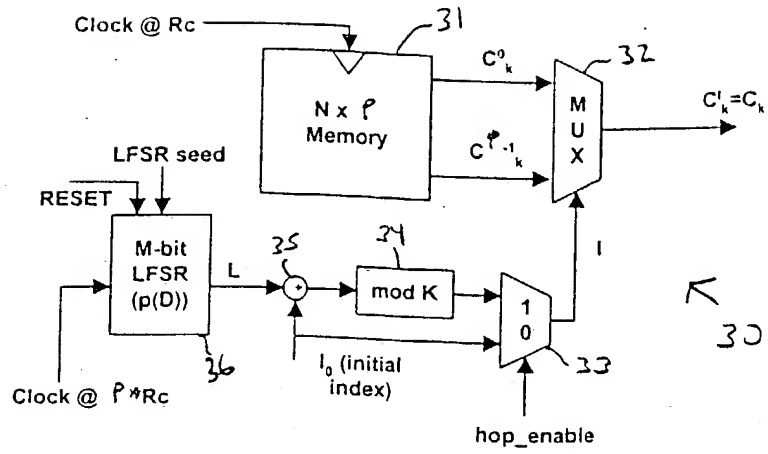 Clock @ Rc
31
32
N x ρ
Memory
C⁰ₖ
C^ρ⁻¹ₖ
M
U
X
Cᴵₖ=Cₖ
LFSR seed
RESET
M-bit
LFSR
(p(D))
L
35
+
34
mod K
1
0
I
30
33
36
I₀ (initial
index)
Clock @ ρ*Rc
hop_enable